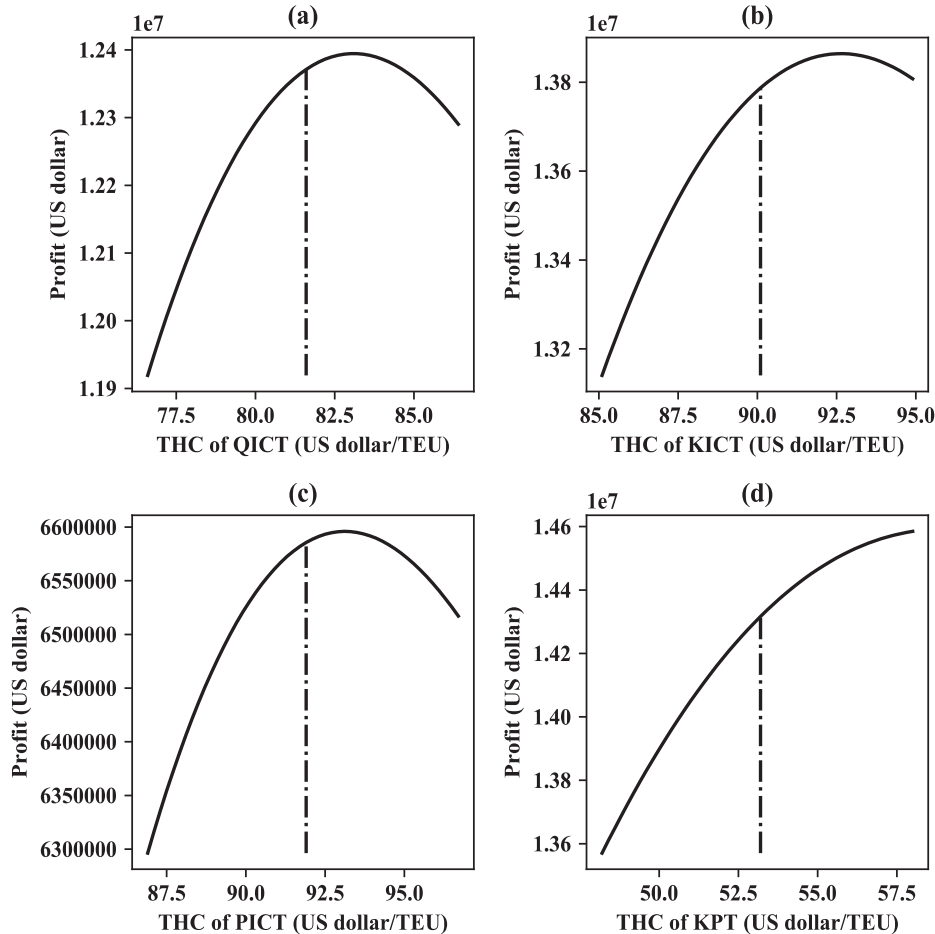 (a)
1e7
1.24
1.23
1.22
1.21
1.20
1.19
Profit (US dollar)
77.5 80.0 82.5 85.0
THC of QICT (US dollar/TEU)
(b)
1e7
1.38
1.36
1.34
1.32
Profit (US dollar)
85.0 87.5 90.0 92.5 95.0
THC of KICT (US dollar/TEU)
(c)
6600000
6550000
6500000
6450000
6400000
6350000
6300000
Profit (US dollar)
87.5 90.0 92.5 95.0
THC of PICT (US dollar/TEU)
(d)
1e7
1.46
1.44
1.42
1.40
1.38
1.36
Profit (US dollar)
50.0 52.5 55.0 57.5
THC of KPT (US dollar/TEU)